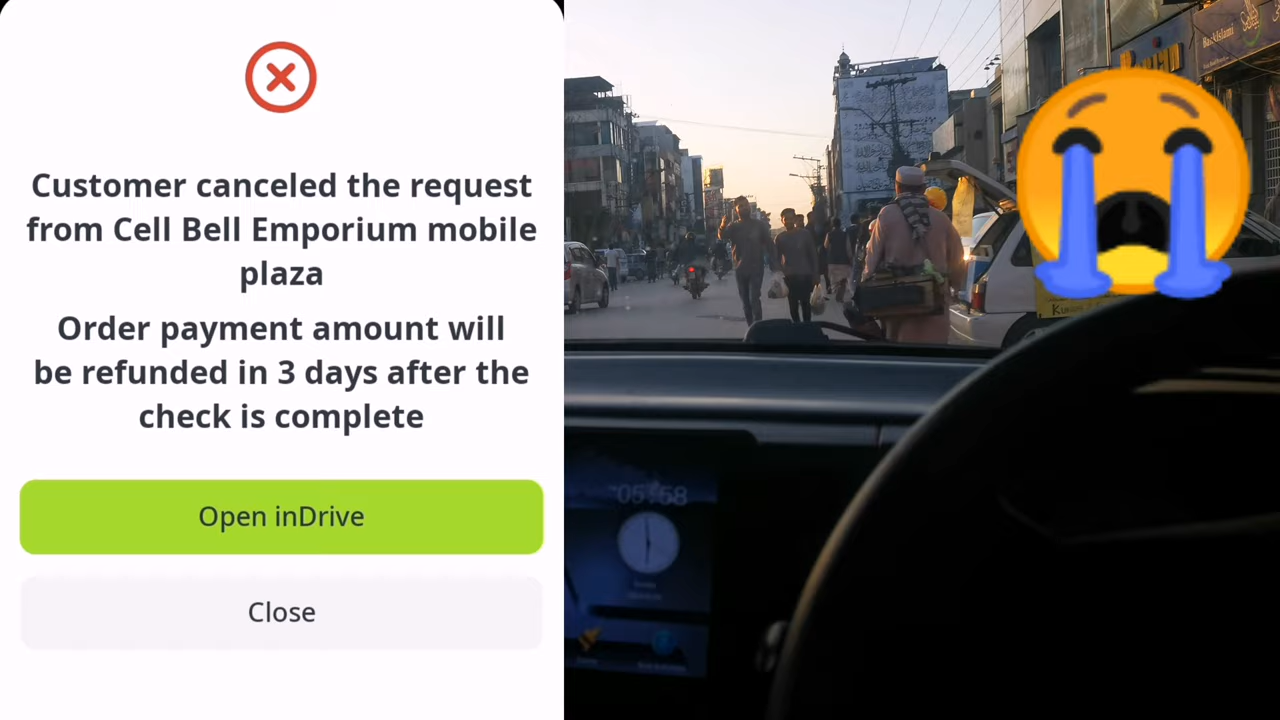 Customer canceled the request
from Cell Bell Emporium mobile
plaza
Order payment amount will
be refunded in 3 days after the
check is complete
Open inDrive
Close
BankIslami
05:58